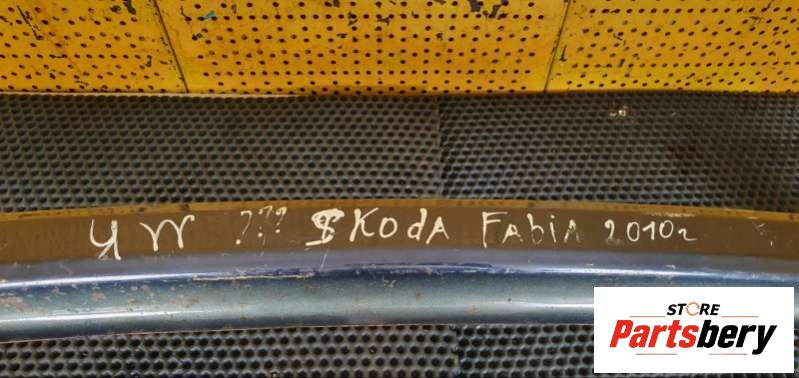 ??? Skoda Fabia 2010г
STORE
Partsbery